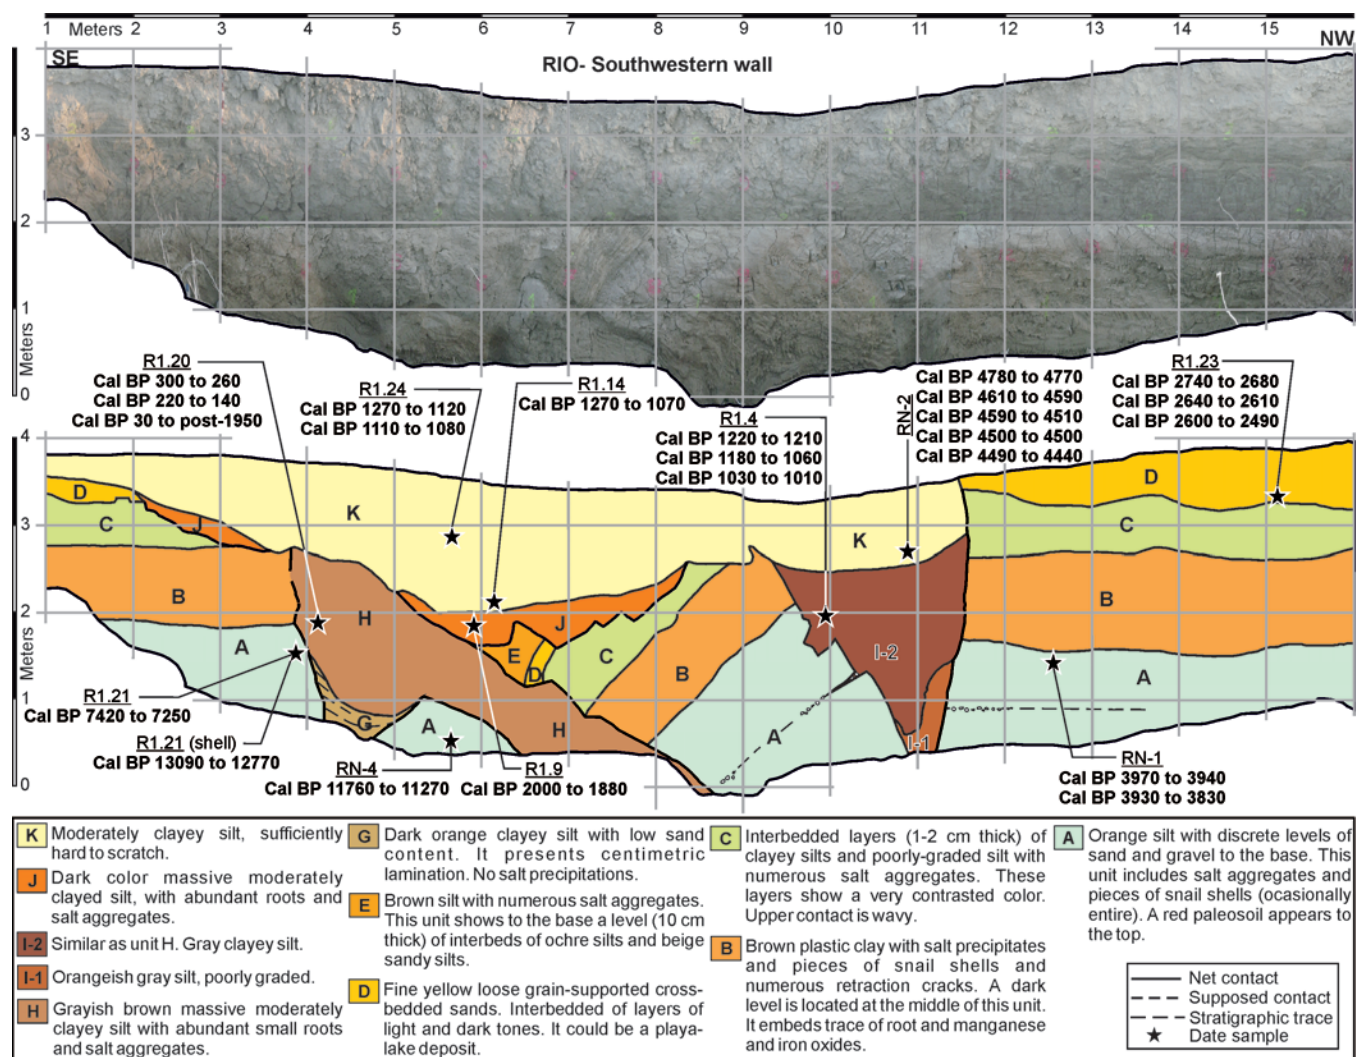 1 Meters 2 3 4 5 6 7 8 9 10 11 12 13 14 15
SE
RIO- Southwestern wall
NW
3
2
1
0
Meters
R1.20
Cal BP 300 to 260
Cal BP 220 to 140
Cal BP 30 to post-1950
R1.24
Cal BP 1270 to 1120
Cal BP 1110 to 1080
R1.14
Cal BP 1270 to 1070
R1.4
Cal BP 1220 to 1210
Cal BP 1180 to 1060
Cal BP 1030 to 1010
RN-2
Cal BP 4780 to 4770
Cal BP 4610 to 4590
Cal BP 4590 to 4510
Cal BP 4500 to 4500
Cal BP 4490 to 4440
R1.23
Cal BP 2740 to 2680
Cal BP 2640 to 2610
Cal BP 2600 to 2490
4
3
2
1
0
Meters
D
C
J
B
A
K
H
G
A
E
D
J
C
B
H
A
K
I-2
I-1
D
C
B
A
R1.21
Cal BP 7420 to 7250
R1.21 (shell)
Cal BP 13090 to 12770
RN-4
Cal BP 11760 to 11270
R1.9
Cal BP 2000 to 1880
RN-1
Cal BP 3970 to 3940
Cal BP 3930 to 3830
K Moderately clayey silt, sufficiently
hard to scratch.
J Dark color massive moderately
clayed silt, with abundant roots and
salt aggregates.
I-2 Similar as unit H. Gray clayey silt.
I-1 Orangeish gray silt, poorly graded.
H Grayish brown massive moderately
clayey silt with abundant small roots
and salt aggregates.
G Dark orange clayey silt with low sand
content. It presents centimetric
lamination. No salt precipitations.
E Brown silt with numerous salt aggregates.
This unit shows to the base a level (10 cm
thick) of interbeds of ochre silts and beige
sandy silts.
D Fine yellow loose grain-supported cross-
bedded sands. Interbedded of layers of
light and dark tones. It could be a playa-
lake deposit.
C Interbedded layers (1-2 cm thick) of
clayey silts and poorly-graded silt with
numerous salt aggregates. These
layers show a very contrasted color.
Upper contact is wavy.
B Brown plastic clay with salt precipitates
and pieces of snail shells and
numerous retraction cracks. A dark
level is located at the middle of this unit.
It embeds trace of root and manganese
and iron oxides.
A Orange silt with discrete levels of
sand and gravel to the base. This
unit includes salt aggregates and
pieces of snail shells (ocasionally
entire). A red paleosoil appears to
the top.
Net contact
Supposed contact
Stratigraphic trace
Date sample